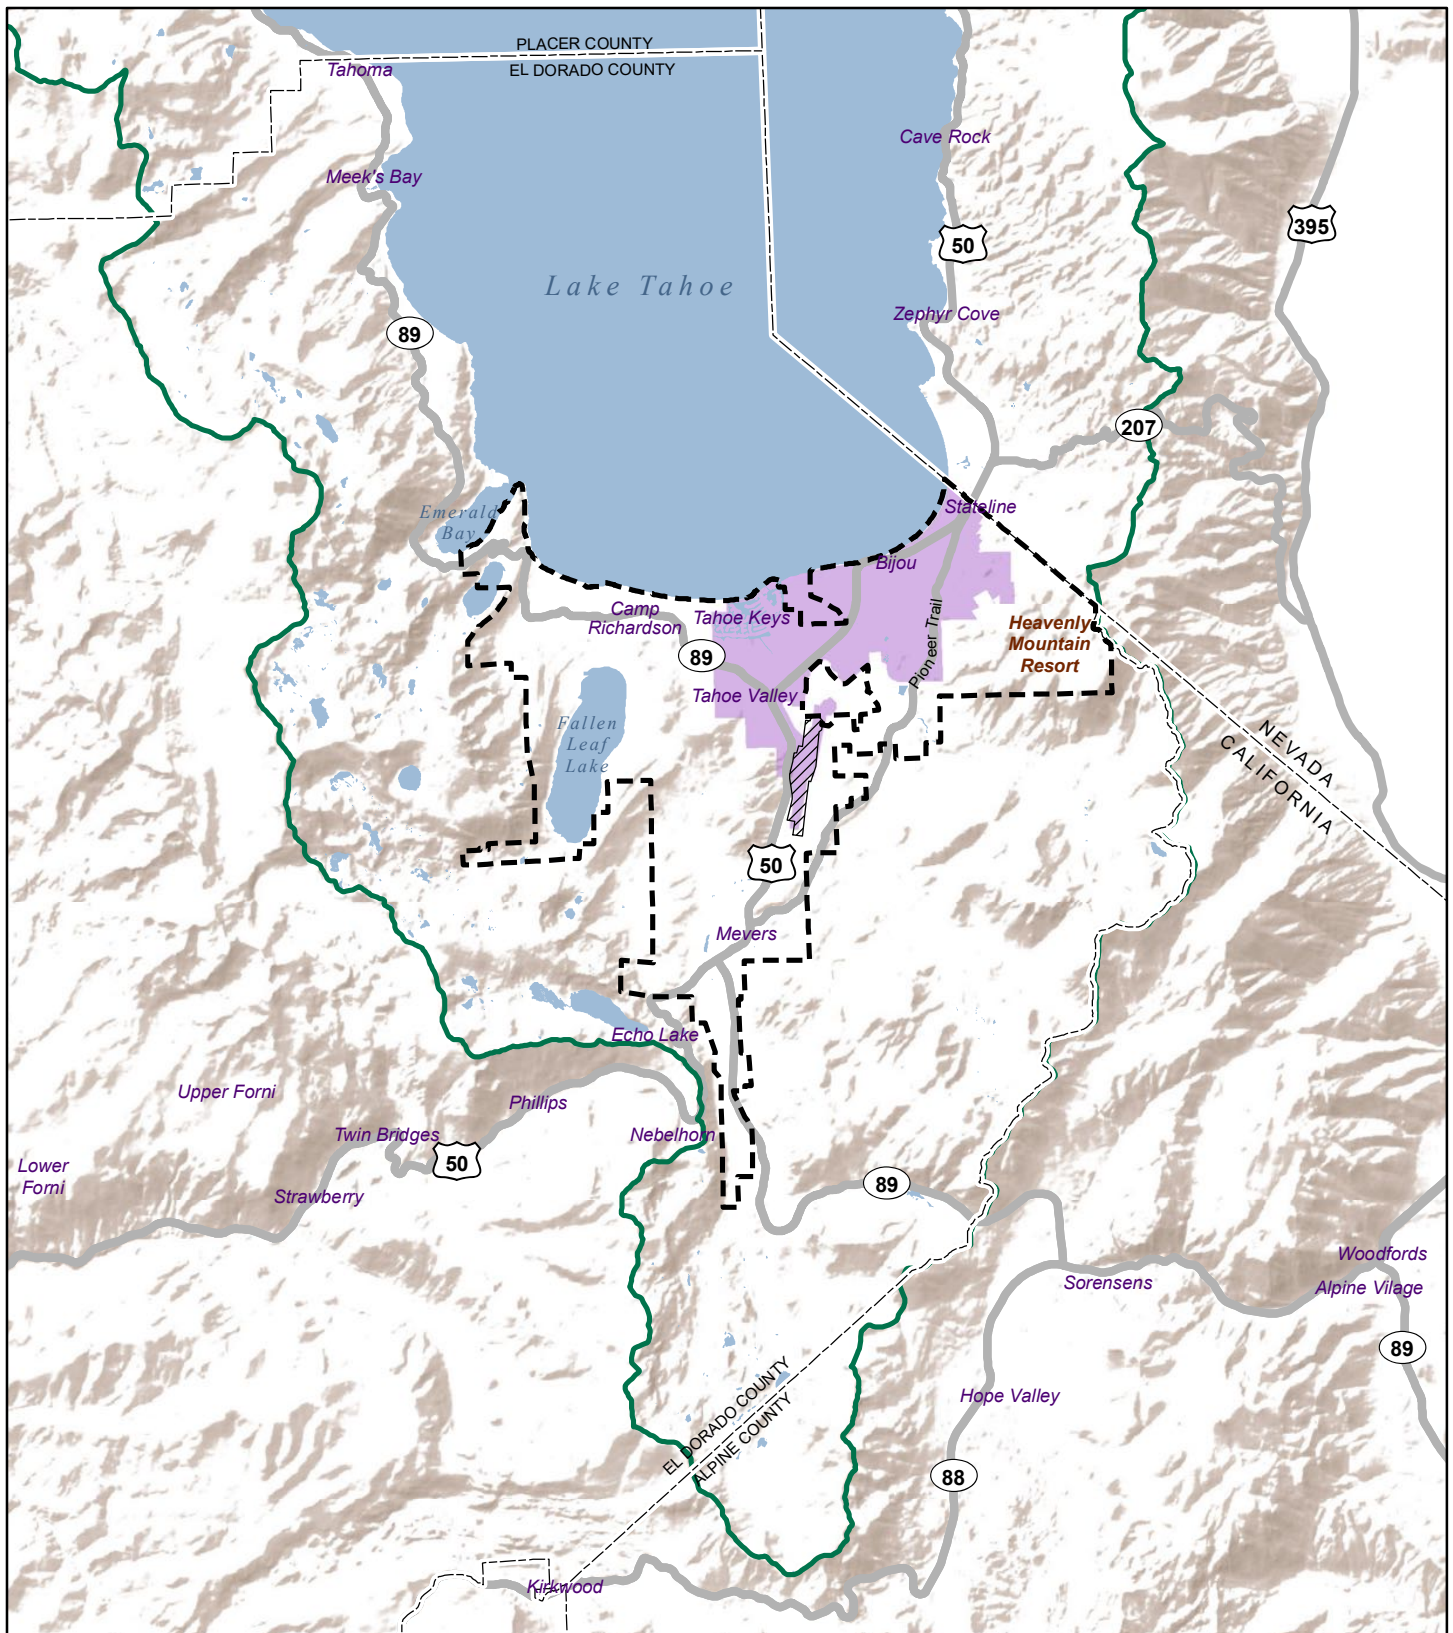 PLACER COUNTY
EL DORADO COUNTY
Tahoma
Cave Rock
Meek's Bay
395
50
Lake Tahoe
Zephyr Cove
89
207
Stateline
Emerald
Bay
Bijou
Camp
Richardson
Tahoe Keys
Pioneer Trail
Heavenly
Mountain
Resort
89
Tahoe Valley
Fallen
Leaf
Lake
NEVADA
CALIFORNIA
50
Mevers
Echo Lake
Upper Forni
Phillips
Twin Bridges
Nebelhorn
50
Lower
Forni
Strawberry
89
Woodfords
Sorensens
Alpine Vilage
89
EL DORADO COUNTY
ALPINE COUNTY
Hope Valley
88
Kirkwood